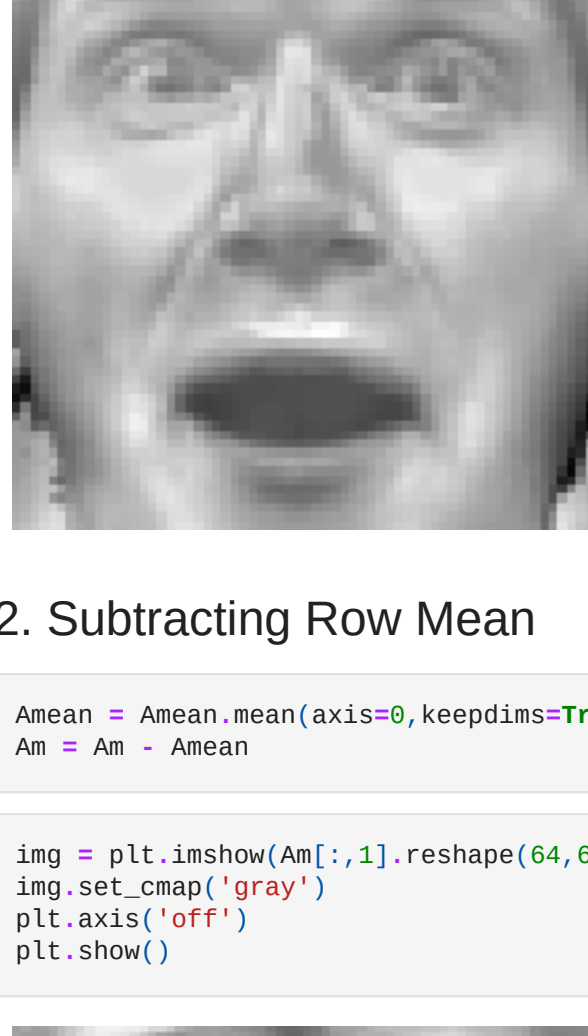 2. Subtracting Row Mean
Amean = Amean.mean(axis=0,keepdims=Tr
Am = Am - Amean
img = plt.imshow(Am[:,1].reshape(64,6
img.set_cmap('gray')
plt.axis('off')
plt.show()